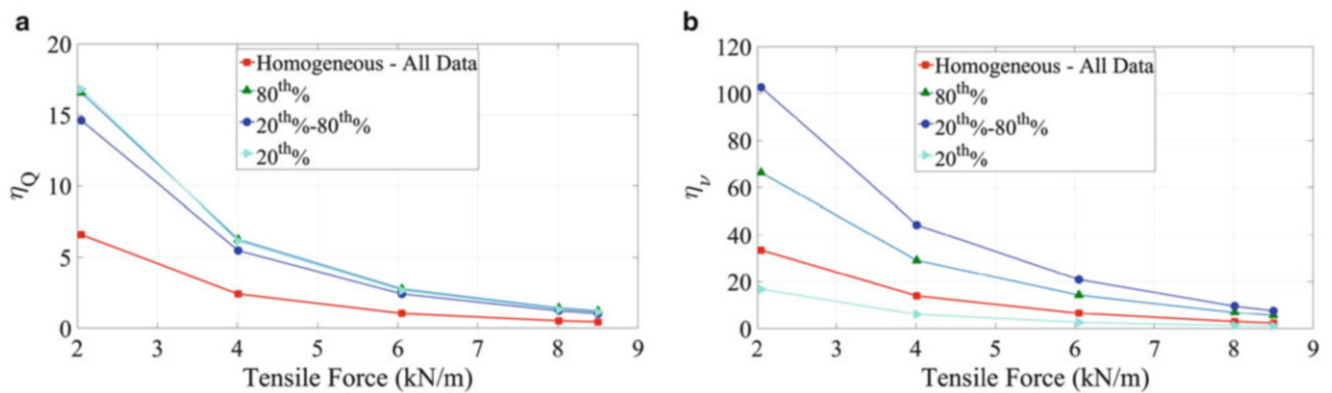 a
20
15
10
5
0
η_Q
Homogeneous - All Data
80^th%
20^th%-80^th%
20^th%
2 3 4 5 6 7 8 9
Tensile Force (kN/m)
b
120
100
80
60
40
20
0
η_ν
Homogeneous - All Data
80^th%
20^th%-80^th%
20^th%
2 3 4 5 6 7 8 9
Tensile Force (kN/m)